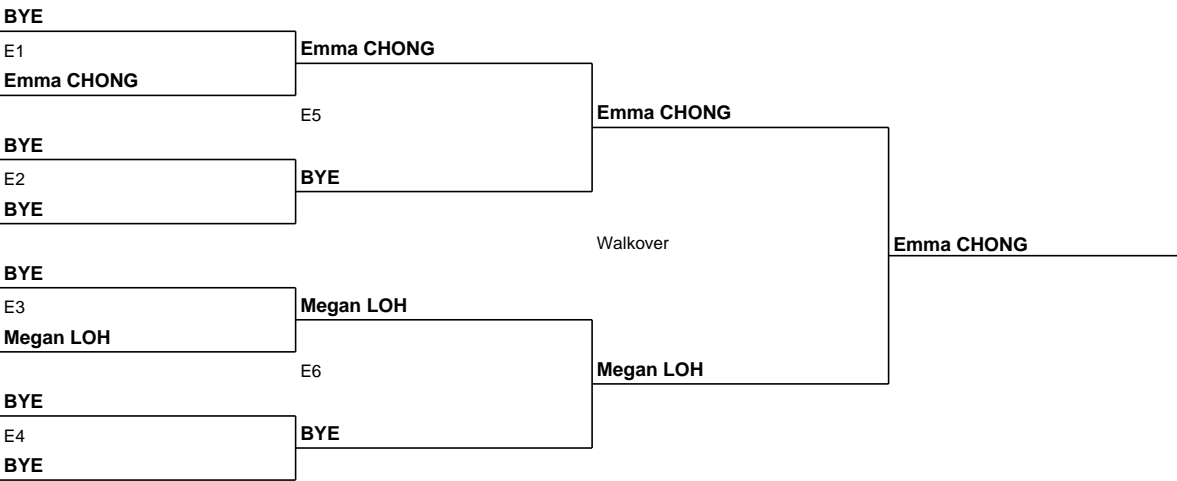 BYE
E1
Emma CHONG
Emma CHONG
E5
Emma CHONG
BYE
E2
BYE
BYE
Walkover
Emma CHONG
BYE
E3
Megan LOH
Megan LOH
E6
Megan LOH
BYE
E4
BYE
BYE